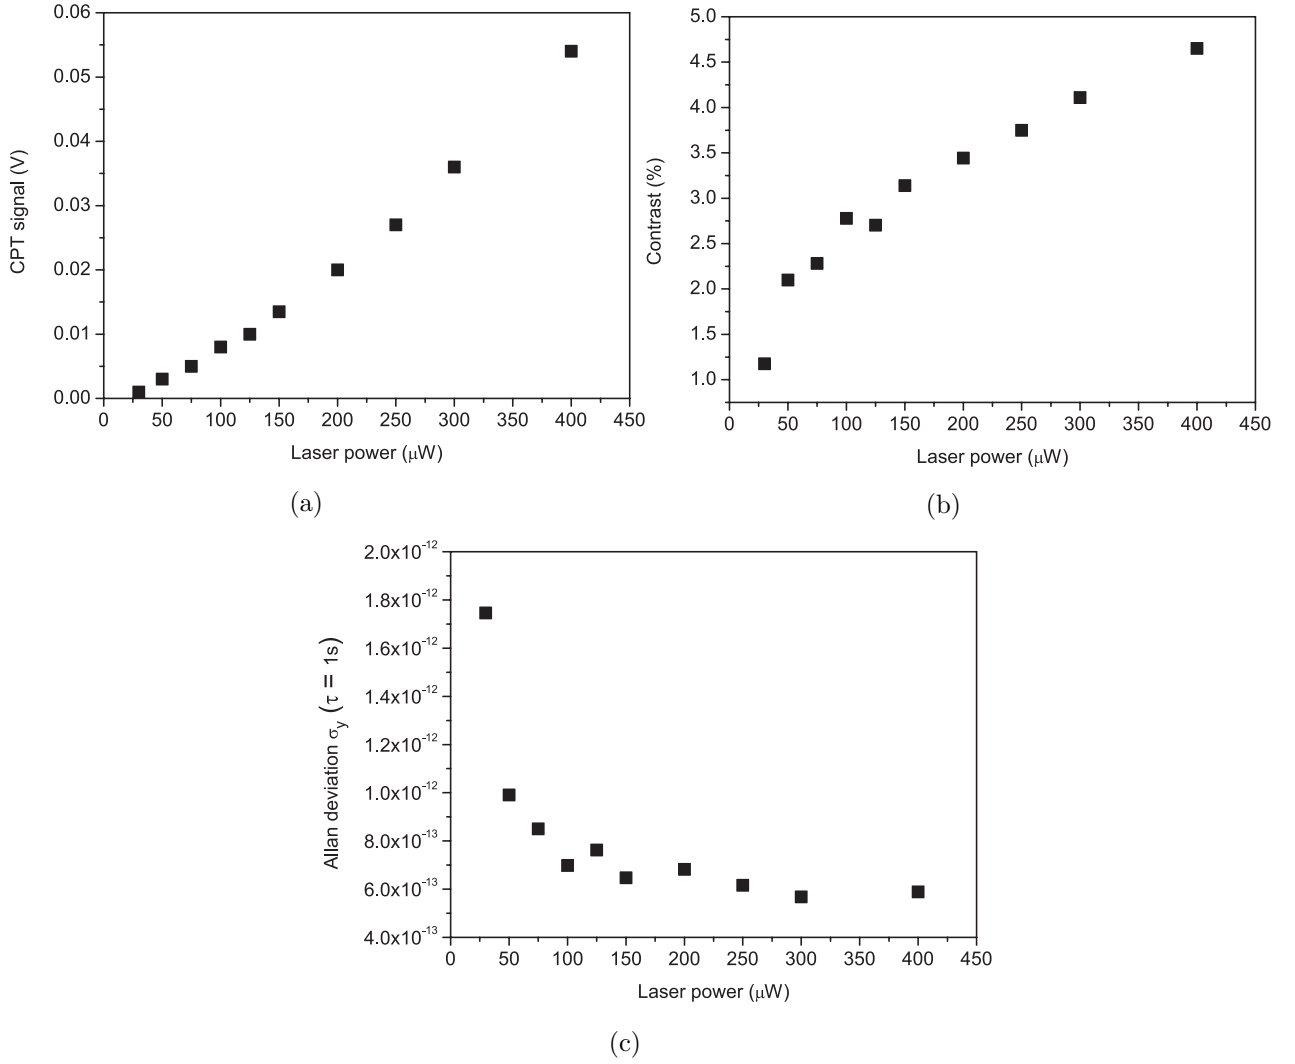 0.06
0.05
0.04
0.03
0.02
0.01
0.00
CPT signal (V)
0 50 100 150 200 250 300 350 400 450
Laser power (μW)
(a)
5.0
4.5
4.0
3.5
3.0
2.5
2.0
1.5
1.0
Contrast (%)
0 50 100 150 200 250 300 350 400 450
Laser power (μW)
(b)
2.0x10⁻¹²
1.8x10⁻¹²
1.6x10⁻¹²
1.4x10⁻¹²
1.2x10⁻¹²
1.0x10⁻¹²
8.0x10⁻¹³
6.0x10⁻¹³
4.0x10⁻¹³
Allan deviation σ_y (τ = 1s)
0 50 100 150 200 250 300 350 400 450
Laser power (μW)
(c)